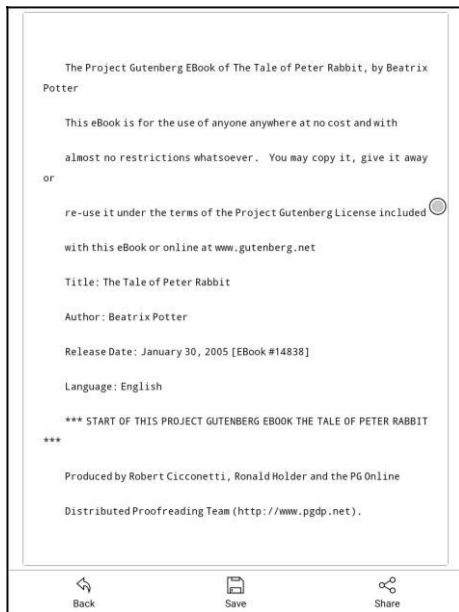 The Project Gutenberg EBook of The Tale of Peter Rabbit, by Beatrix
Potter
This eBook is for the use of anyone anywhere at no cost and with
almost no restrictions whatsoever.  You may copy it, give it away
or
re-use it under the terms of the Project Gutenberg License included
with this eBook or online at www.gutenberg.net
Title: The Tale of Peter Rabbit
Author: Beatrix Potter
Release Date: January 30, 2005 [EBook #14838]
Language: English
*** START OF THIS PROJECT GUTENBERG EBOOK THE TALE OF PETER RABBIT
***
Produced by Robert Cicconetti, Ronald Holder and the PG Online
Distributed Proofreading Team (http://www.pgdp.net).
Back Save Share